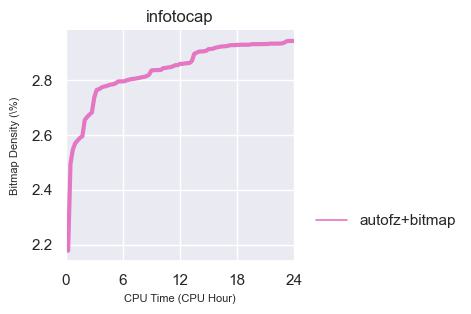 infotocap
Bitmap Density (\%)
2.8
2.6
2.4
2.2
0 6 12 18 24
CPU Time (CPU Hour)
autofz+bitmap